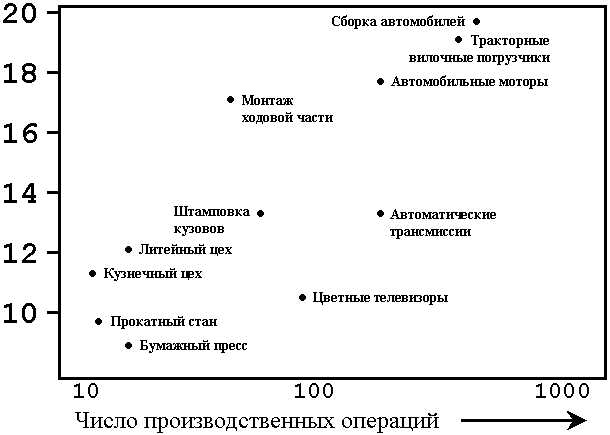 20
Сборка автомобилей
Тракторные
вилочные погрузчики
18
Автомобильные моторы
Монтаж
ходовой части
16
14
Штамповка
кузовов
Автоматические
трансмиссии
Литейный цех
12
Кузнечный цех
Цветные телевизоры
10
Прокатный стан
Бумажный пресс
10 100 1000
Число производственных операций